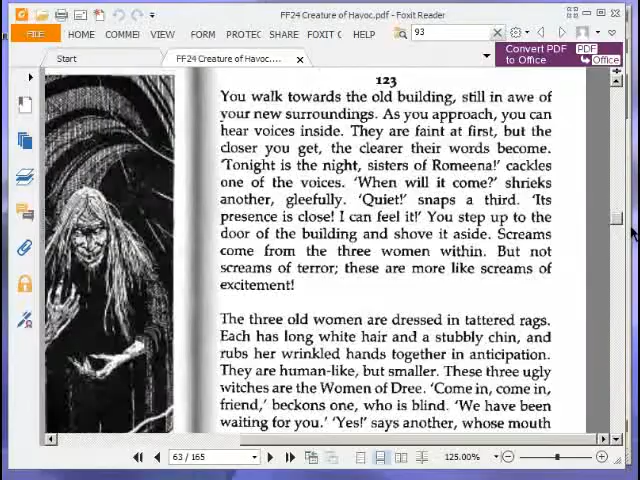 FF24 Creature of Havoc.pdf - Foxit Reader
FILE HOME COMMEI VIEW FORM PROTEC SHARE FOXIT C HELP 93
Start FF24 Creature of Havoc.... Convert PDF to Office PDF Office
123
You walk towards the old building, still in awe of
your new surroundings. As you approach, you can
hear voices inside. They are faint at first, but the
closer you get, the clearer their words become.
'Tonight is the night, sisters of Romeena!' cackles
one of the voices. 'When will it come?' shrieks
another, gleefully. 'Quiet!' snaps a third. 'Its
presence is close! I can feel it!' You step up to the
door of the building and shove it aside. Screams
come from the three women within. But not
screams of terror; these are more like screams of
excitement!
The three old women are dressed in tattered rags.
Each has long white hair and a stubbly chin, and
rubs her wrinkled hands together in anticipation.
They are human-like, but smaller. These three ugly
witches are the Women of Dree. 'Come in, come in,
friend,' beckons one, who is blind. 'We have been
waiting for you.' 'Yes!' says another, whose mouth
63 / 165 125.00%